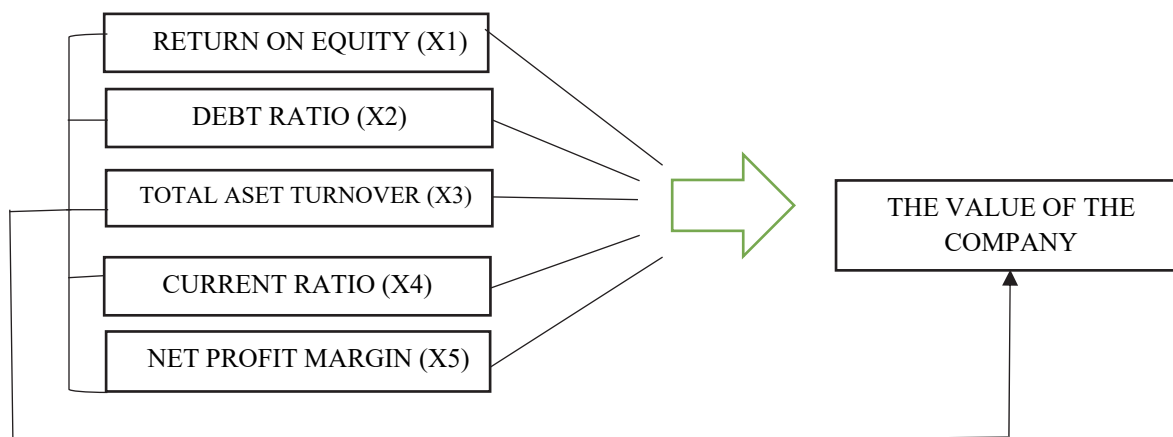 RETURN ON EQUITY (X1)
DEBT RATIO (X2)
TOTAL ASET TURNOVER (X3)
THE VALUE OF THE
COMPANY
CURRENT RATIO (X4)
NET PROFIT MARGIN (X5)